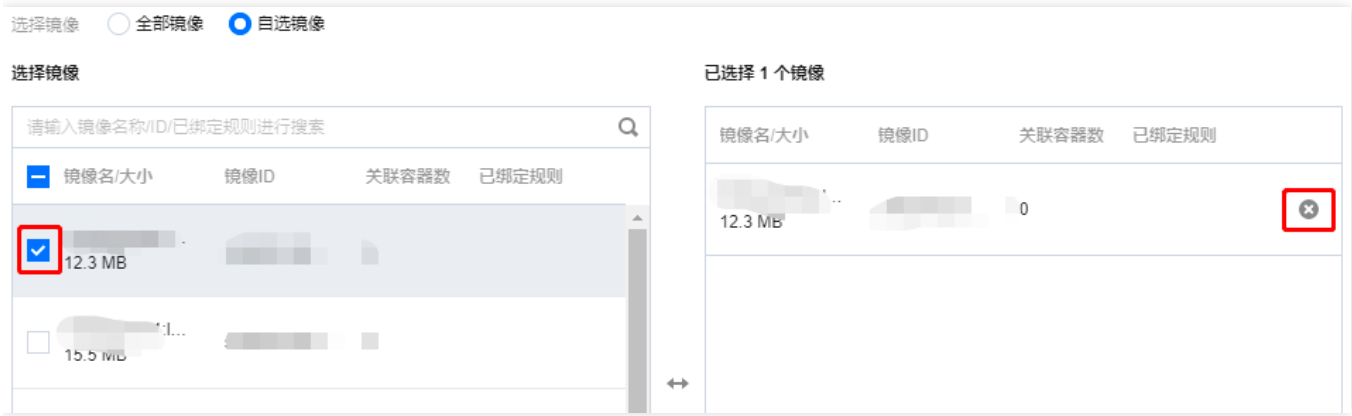 选择镜像 全部镜像 自选镜像
选择镜像
请输入镜像名称/ID/已绑定规则进行搜索
镜像名/大小 镜像ID 关联容器数 已绑定规则
...
12.3 MB
:l...
15.5 MB
已选择 1 个镜像
镜像名/大小 镜像ID 关联容器数 已绑定规则
...
12.3 MB
0